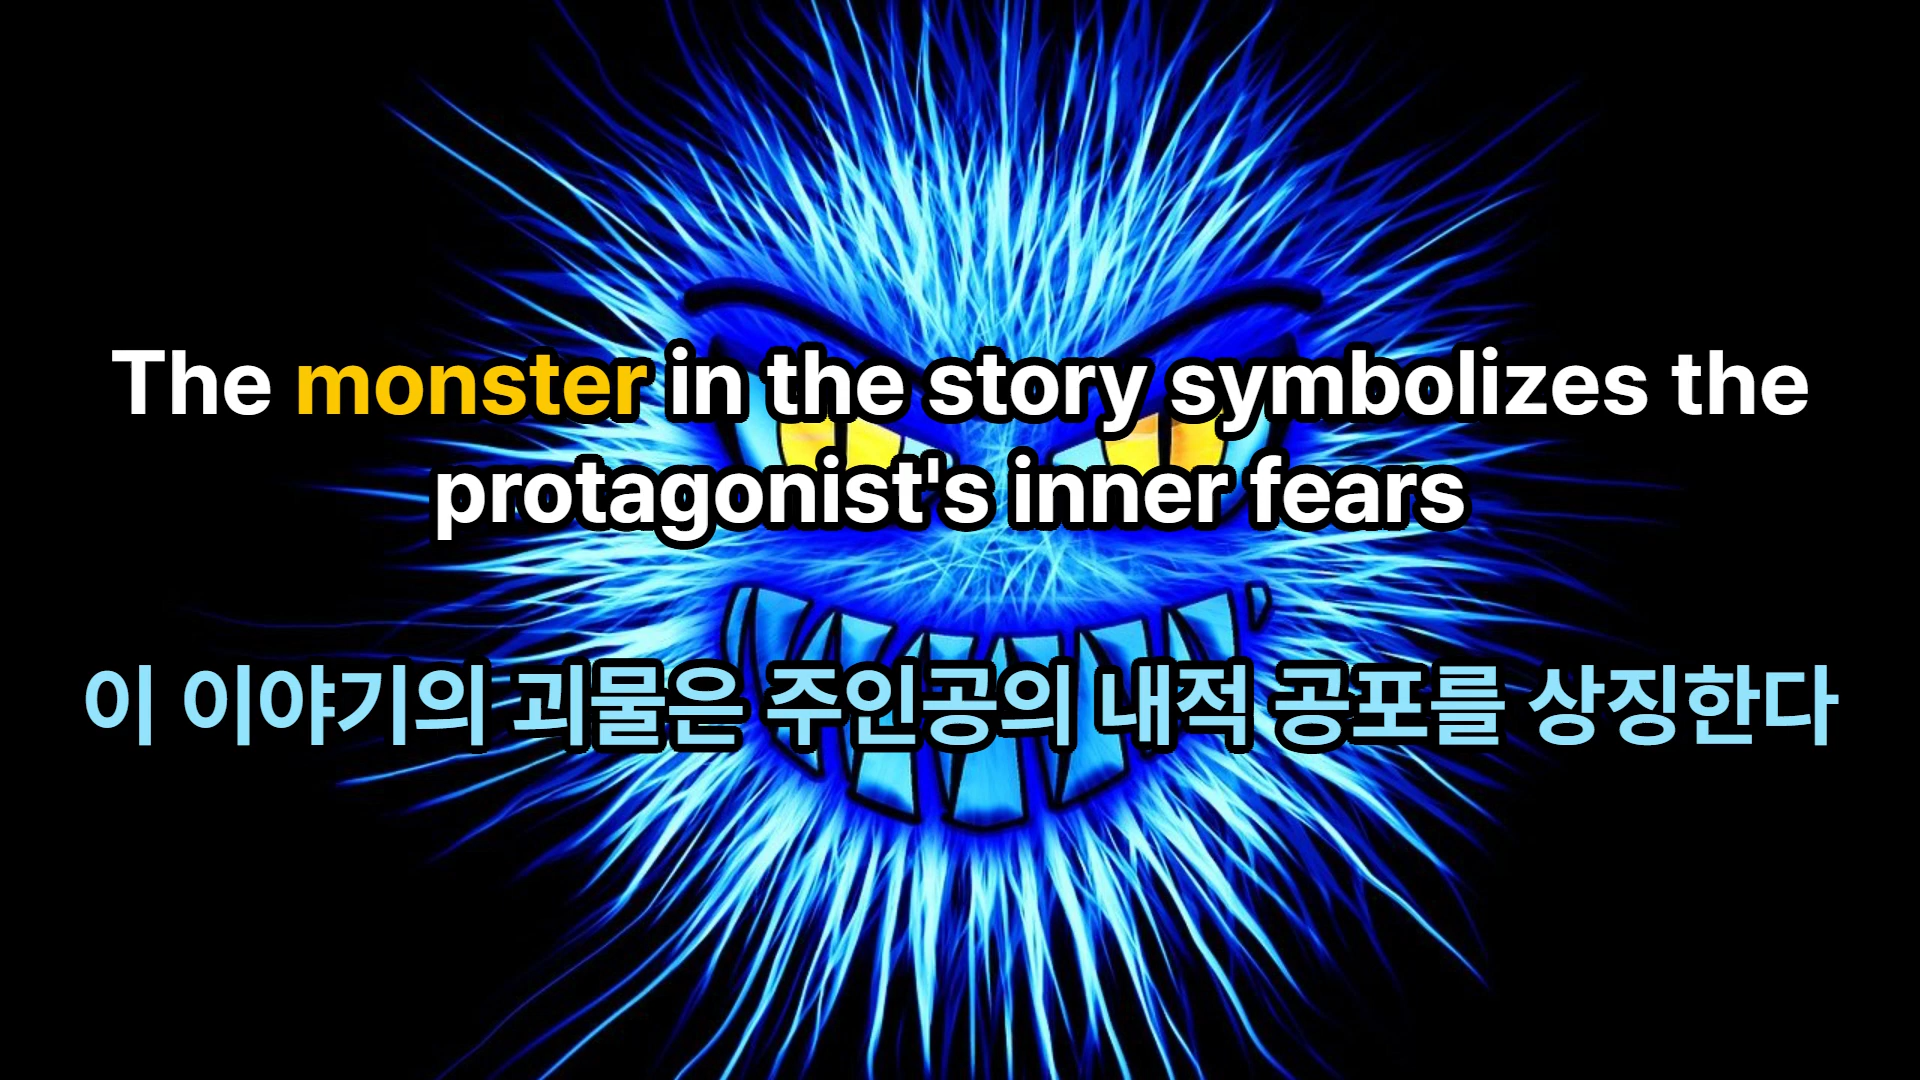 The monster in the story symbolizes the
protagonist's inner fears
이 이야기의 괴물은 주인공의 내적 공포를 상징한다